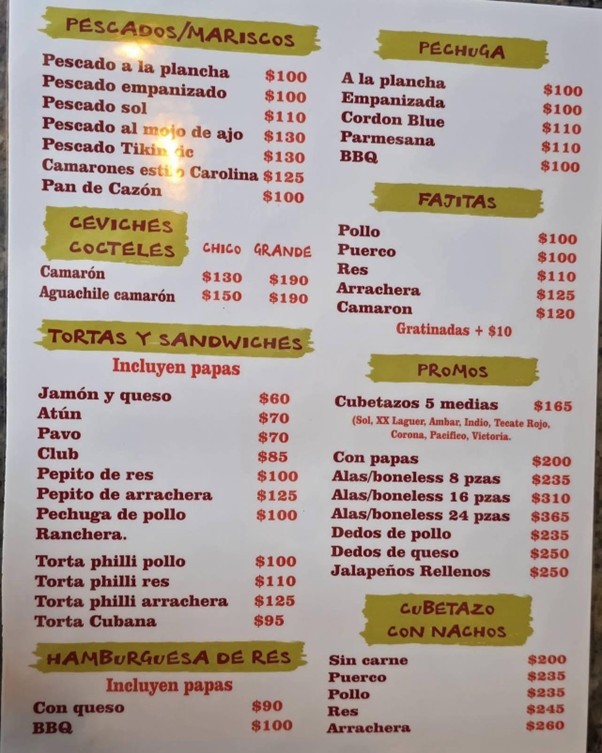 PESCADOS/MARISCOS
Pescado a la plancha $100
Pescado empanizado $100
Pescado sol $110
Pescado al mojo de ajo $130
Pescado Tikin ic $130
Camarones estilo Carolina $125
Pan de Cazón $100
CEVICHES
COCTELES CHICO GRANDE
Camarón $130 $190
Aguachile camarón $150 $190
TORTAS Y SANDWICHES
Incluyen papas
Jamón y queso $60
Atún $70
Pavo $70
Club $85
Pepito de res $100
Pepito de arrachera $125
Pechuga de pollo $100
Ranchera.
Torta philli pollo $100
Torta philli res $110
Torta philli arrachera $125
Torta Cubana $95
HAMBURGUESA DE RES
Incluyen papas
Con queso $90
BBQ $100
PECHUGA
A la plancha $100
Empanizada $100
Cordon Blue $110
Parmesana $110
BBQ $100
FAJITAS
Pollo $100
Puerco $100
Res $110
Arrachera $125
Camaron $120
Gratinadas + $10
PROMOS
Cubetazos 5 medias $165
(Sol, XX Laguer, Ambar, Indio, Tecate Rojo,
Corona, Pacifico, Victoria.
Con papas $200
Alas/boneless 8 pzas $235
Alas/boneless 16 pzas $310
Alas/boneless 24 pzas $365
Dedos de pollo $235
Dedos de queso $250
Jalapeños Rellenos $250
CUBETAZO
CON NACHOS
Sin carne $200
Puerco $235
Pollo $235
Res $245
Arrachera $260